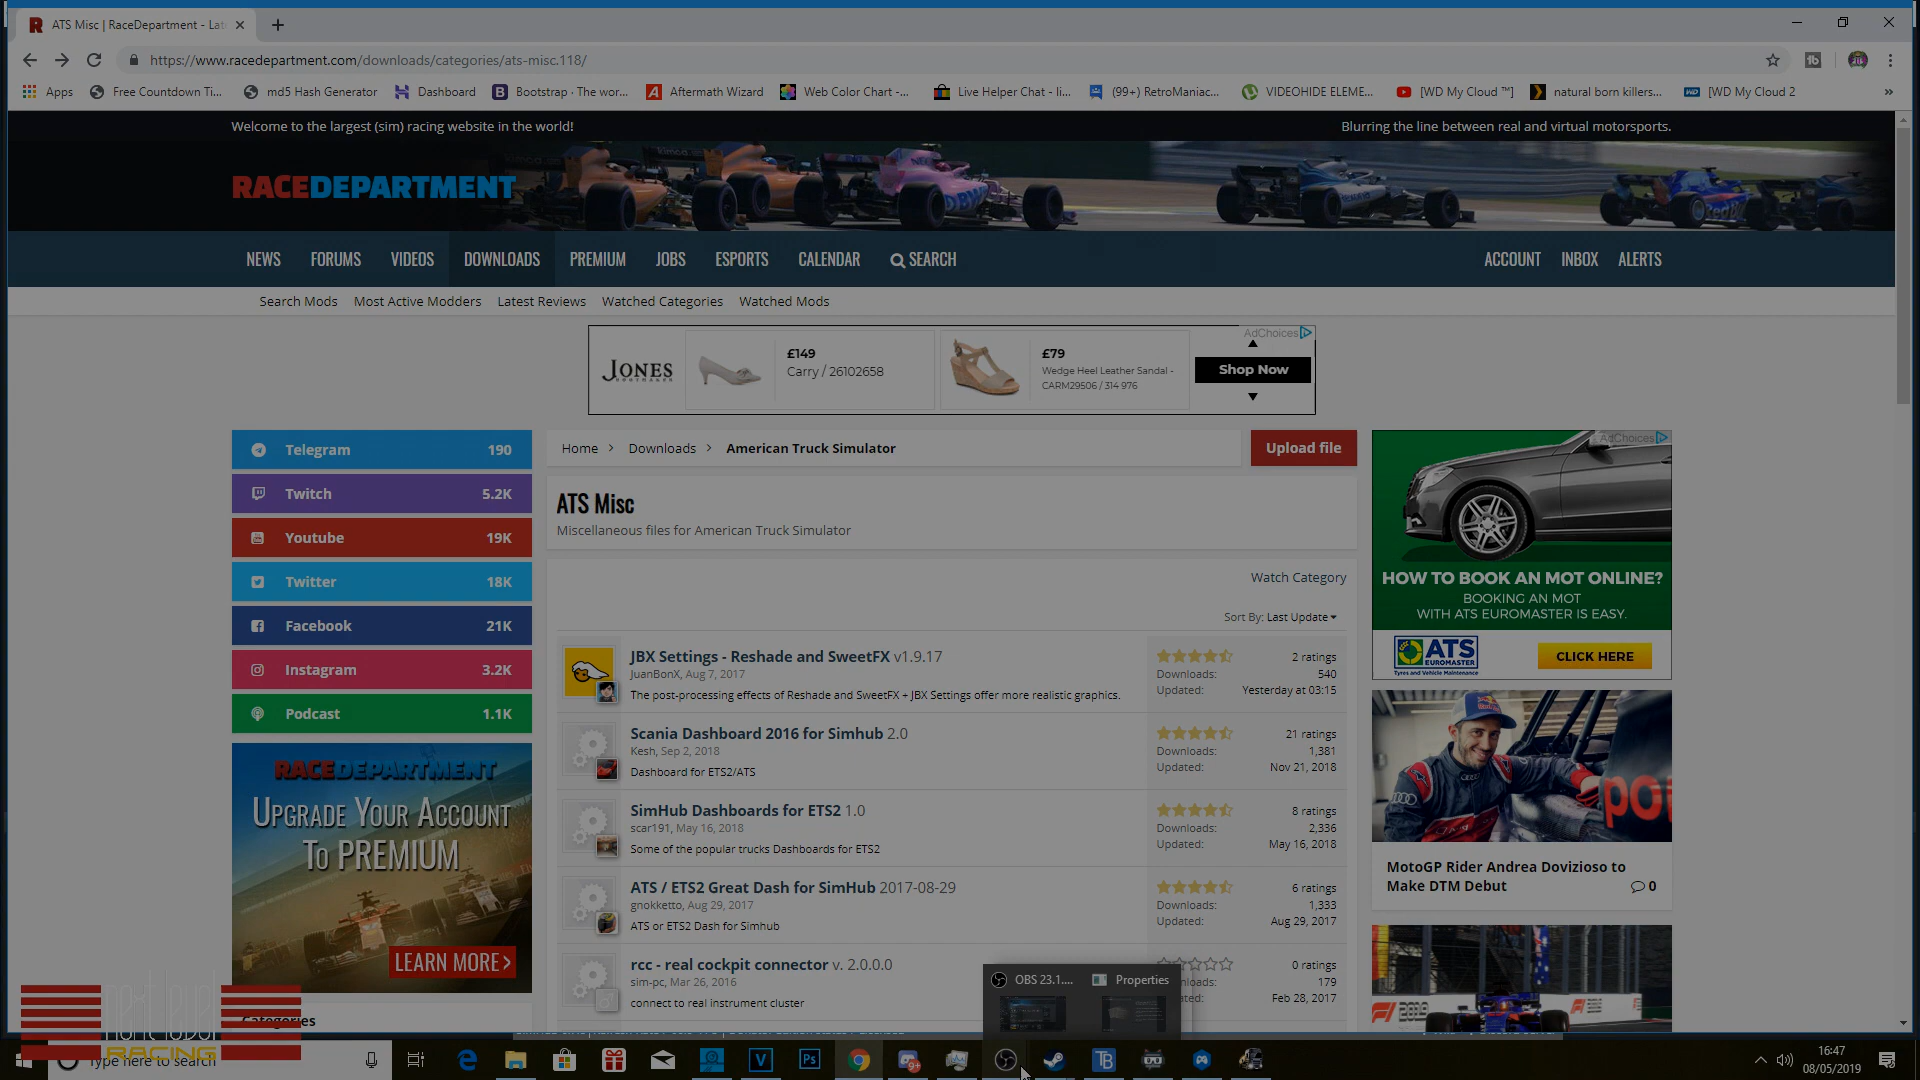 ATS Misc | RaceDepartment - Lat
https://www.racedepartment.com/downloads/categories/ats-misc.118/
Apps
Free Countdown Ti...
md5 Hash Generator
Dashboard
Bootstrap · The wor...
Aftermath Wizard
Web Color Chart -...
Live Helper Chat - li...
(99+) RetroManiac...
VIDEOHIDE ELEME...
[WD My Cloud ™]
natural born killers...
[WD My Cloud 2
Welcome to the largest (sim) racing website in the world!
Blurring the line between real and virtual motorsports.
RACEDEPARTMENT
NEWS FORUMS VIDEOS DOWNLOADS PREMIUM JOBS ESPORTS CALENDAR SEARCH
ACCOUNT INBOX ALERTS
Search Mods Most Active Modders Latest Reviews Watched Categories Watched Mods
AdChoices
JONES
BOOTMAKER
£149
Carry / 26102658
£79
Wedge Heel Leather Sandal -
CARM29506 / 314 976
Shop Now
Telegram 190
Twitch 5.2K
Youtube 19K
Twitter 18K
Facebook 21K
Instagram 3.2K
Podcast 1.1K
RACEDEPARTMENT
UPGRADE YOUR ACCOUNT
TO PREMIUM
LEARN MORE
Categories
Home Downloads American Truck Simulator
Upload file
ATS Misc
Miscellaneous files for American Truck Simulator
Watch Category
Sort By: Last Update
JBX Settings - Reshade and SweetFX v1.9.17
JuanBonX, Aug 7, 2017
The post-processing effects of Reshade and SweetFX + JBX Settings offer more realistic graphics.
2 ratings
Downloads: 540
Updated: Yesterday at 03:15
Scania Dashboard 2016 for Simhub 2.0
Kesh, Sep 2, 2018
Dashboard for ETS2/ATS
21 ratings
Downloads: 1,381
Updated: Nov 21, 2018
SimHub Dashboards for ETS2 1.0
scar191, May 16, 2018
Some of the popular trucks Dashboards for ETS2
8 ratings
Downloads: 2,336
Updated: May 16, 2018
ATS / ETS2 Great Dash for SimHub 2017-08-29
gnokketto, Aug 29, 2017
ATS or ETS2 Dash for Simhub
6 ratings
Downloads: 1,333
Updated: Aug 29, 2017
rcc - real cockpit connector v. 2.0.0.0
sim-pc, Mar 26, 2016
connect to real instrument cluster
0 ratings
nloads: 179
ated: Feb 28, 2017
AdChoices
HOW TO BOOK AN MOT ONLINE?
BOOKING AN MOT
WITH ATS EUROMASTER IS EASY.
ATS
EUROMASTER
Tyres and Vehicle Maintenance
CLICK HERE
MotoGP Rider Andrea Dovizioso to
Make DTM Debut
0
OBS 23.1....
Properties
next level
RACING
Type here to search
16:47
08/05/2019